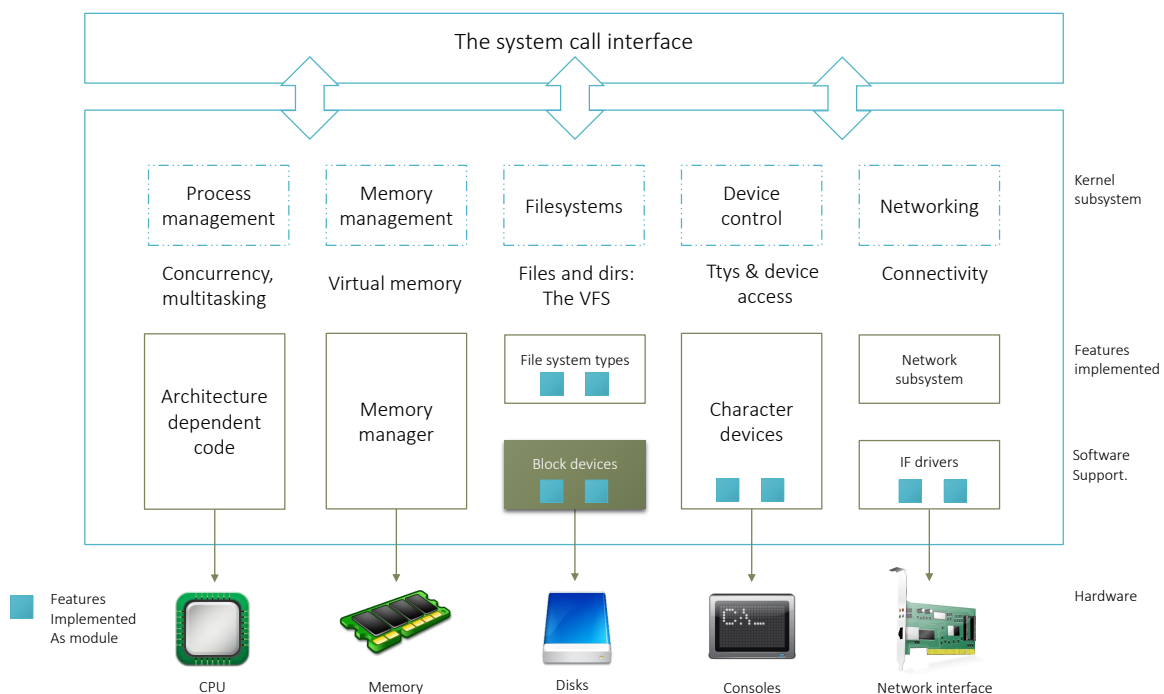 The system call interface
Process
management
Memory
management
Filesystems
Device
control
Networking
Kernel
subsystem
Concurrency,
multitasking
Virtual memory
Files and dirs:
The VFS
Ttys & device
access
Connectivity
Architecture
dependent
code
Memory
manager
File system types
Block devices
Character
devices
Network
subsystem
IF drivers
Features
implemented
Software
Support.
Features
Implemented
As module
C:\_
Hardware
CPU
Memory
Disks
Consoles
Network interface